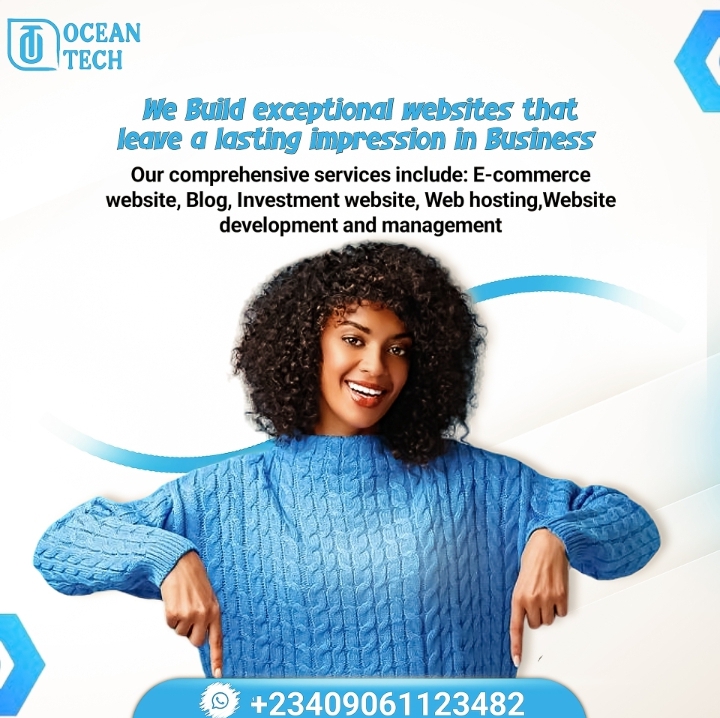 OCEAN
TECH
We Build exceptional websites that
leave a lasting impression in Business
Our comprehensive services include: E-commerce
website, Blog, Investment website, Web hosting,Website
development and management
+23409061123482